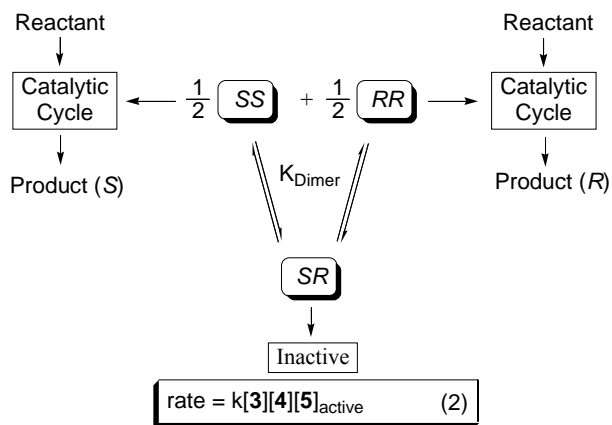 Reactant
Reactant
Catalytic
Cycle
1/2 SS + 1/2 RR
Catalytic
Cycle
Product (S)
Product (R)
K_Dimer
SR
Inactive
rate = k[3][4][5]_active (2)